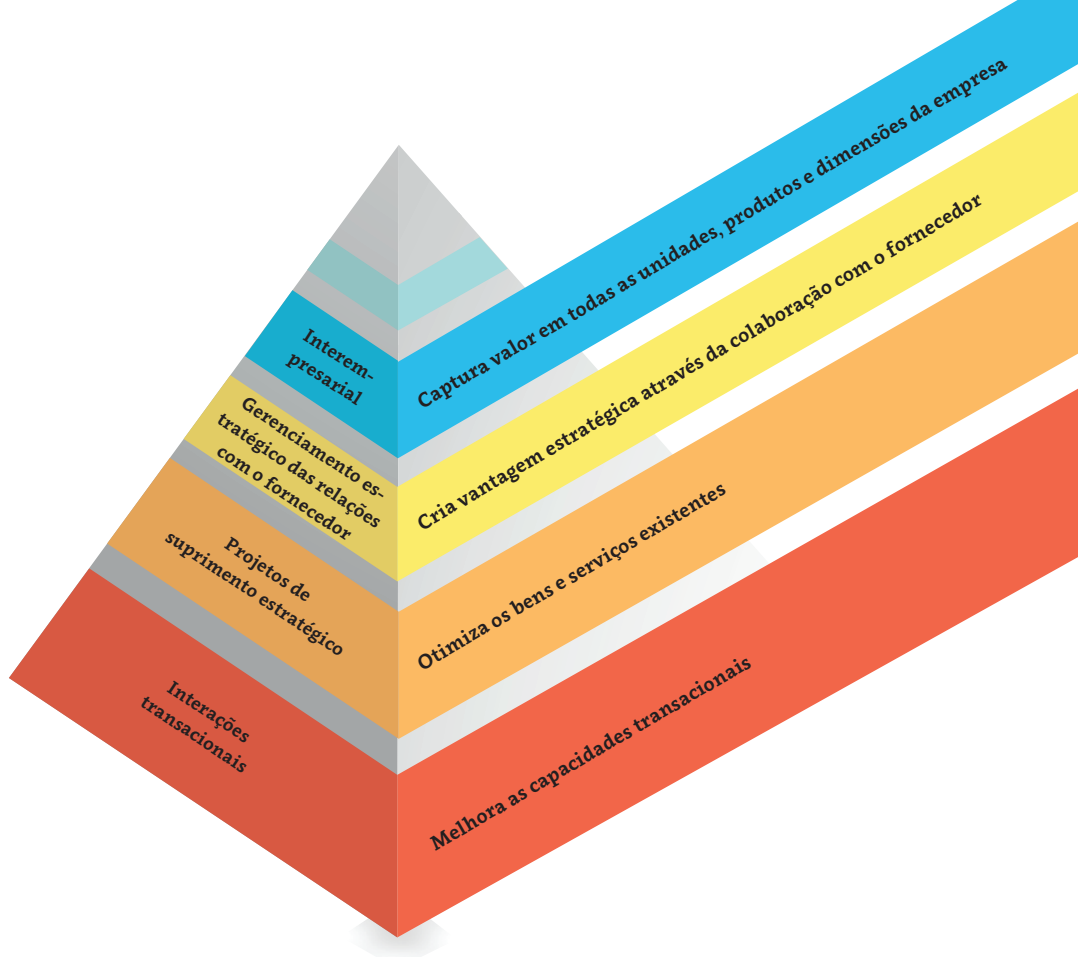 Interem-
presarial
Captura valor em todas as unidades, produtos e dimensões da empresa
Gerenciamento es-
tratégico das relações
com o fornecedor
Cria vantagem estratégica através da colaboração com o fornecedor
Projetos de
suprimento estratégico
Otimiza os bens e serviços existentes
Interações
transacionais
Melhora as capacidades transacionais